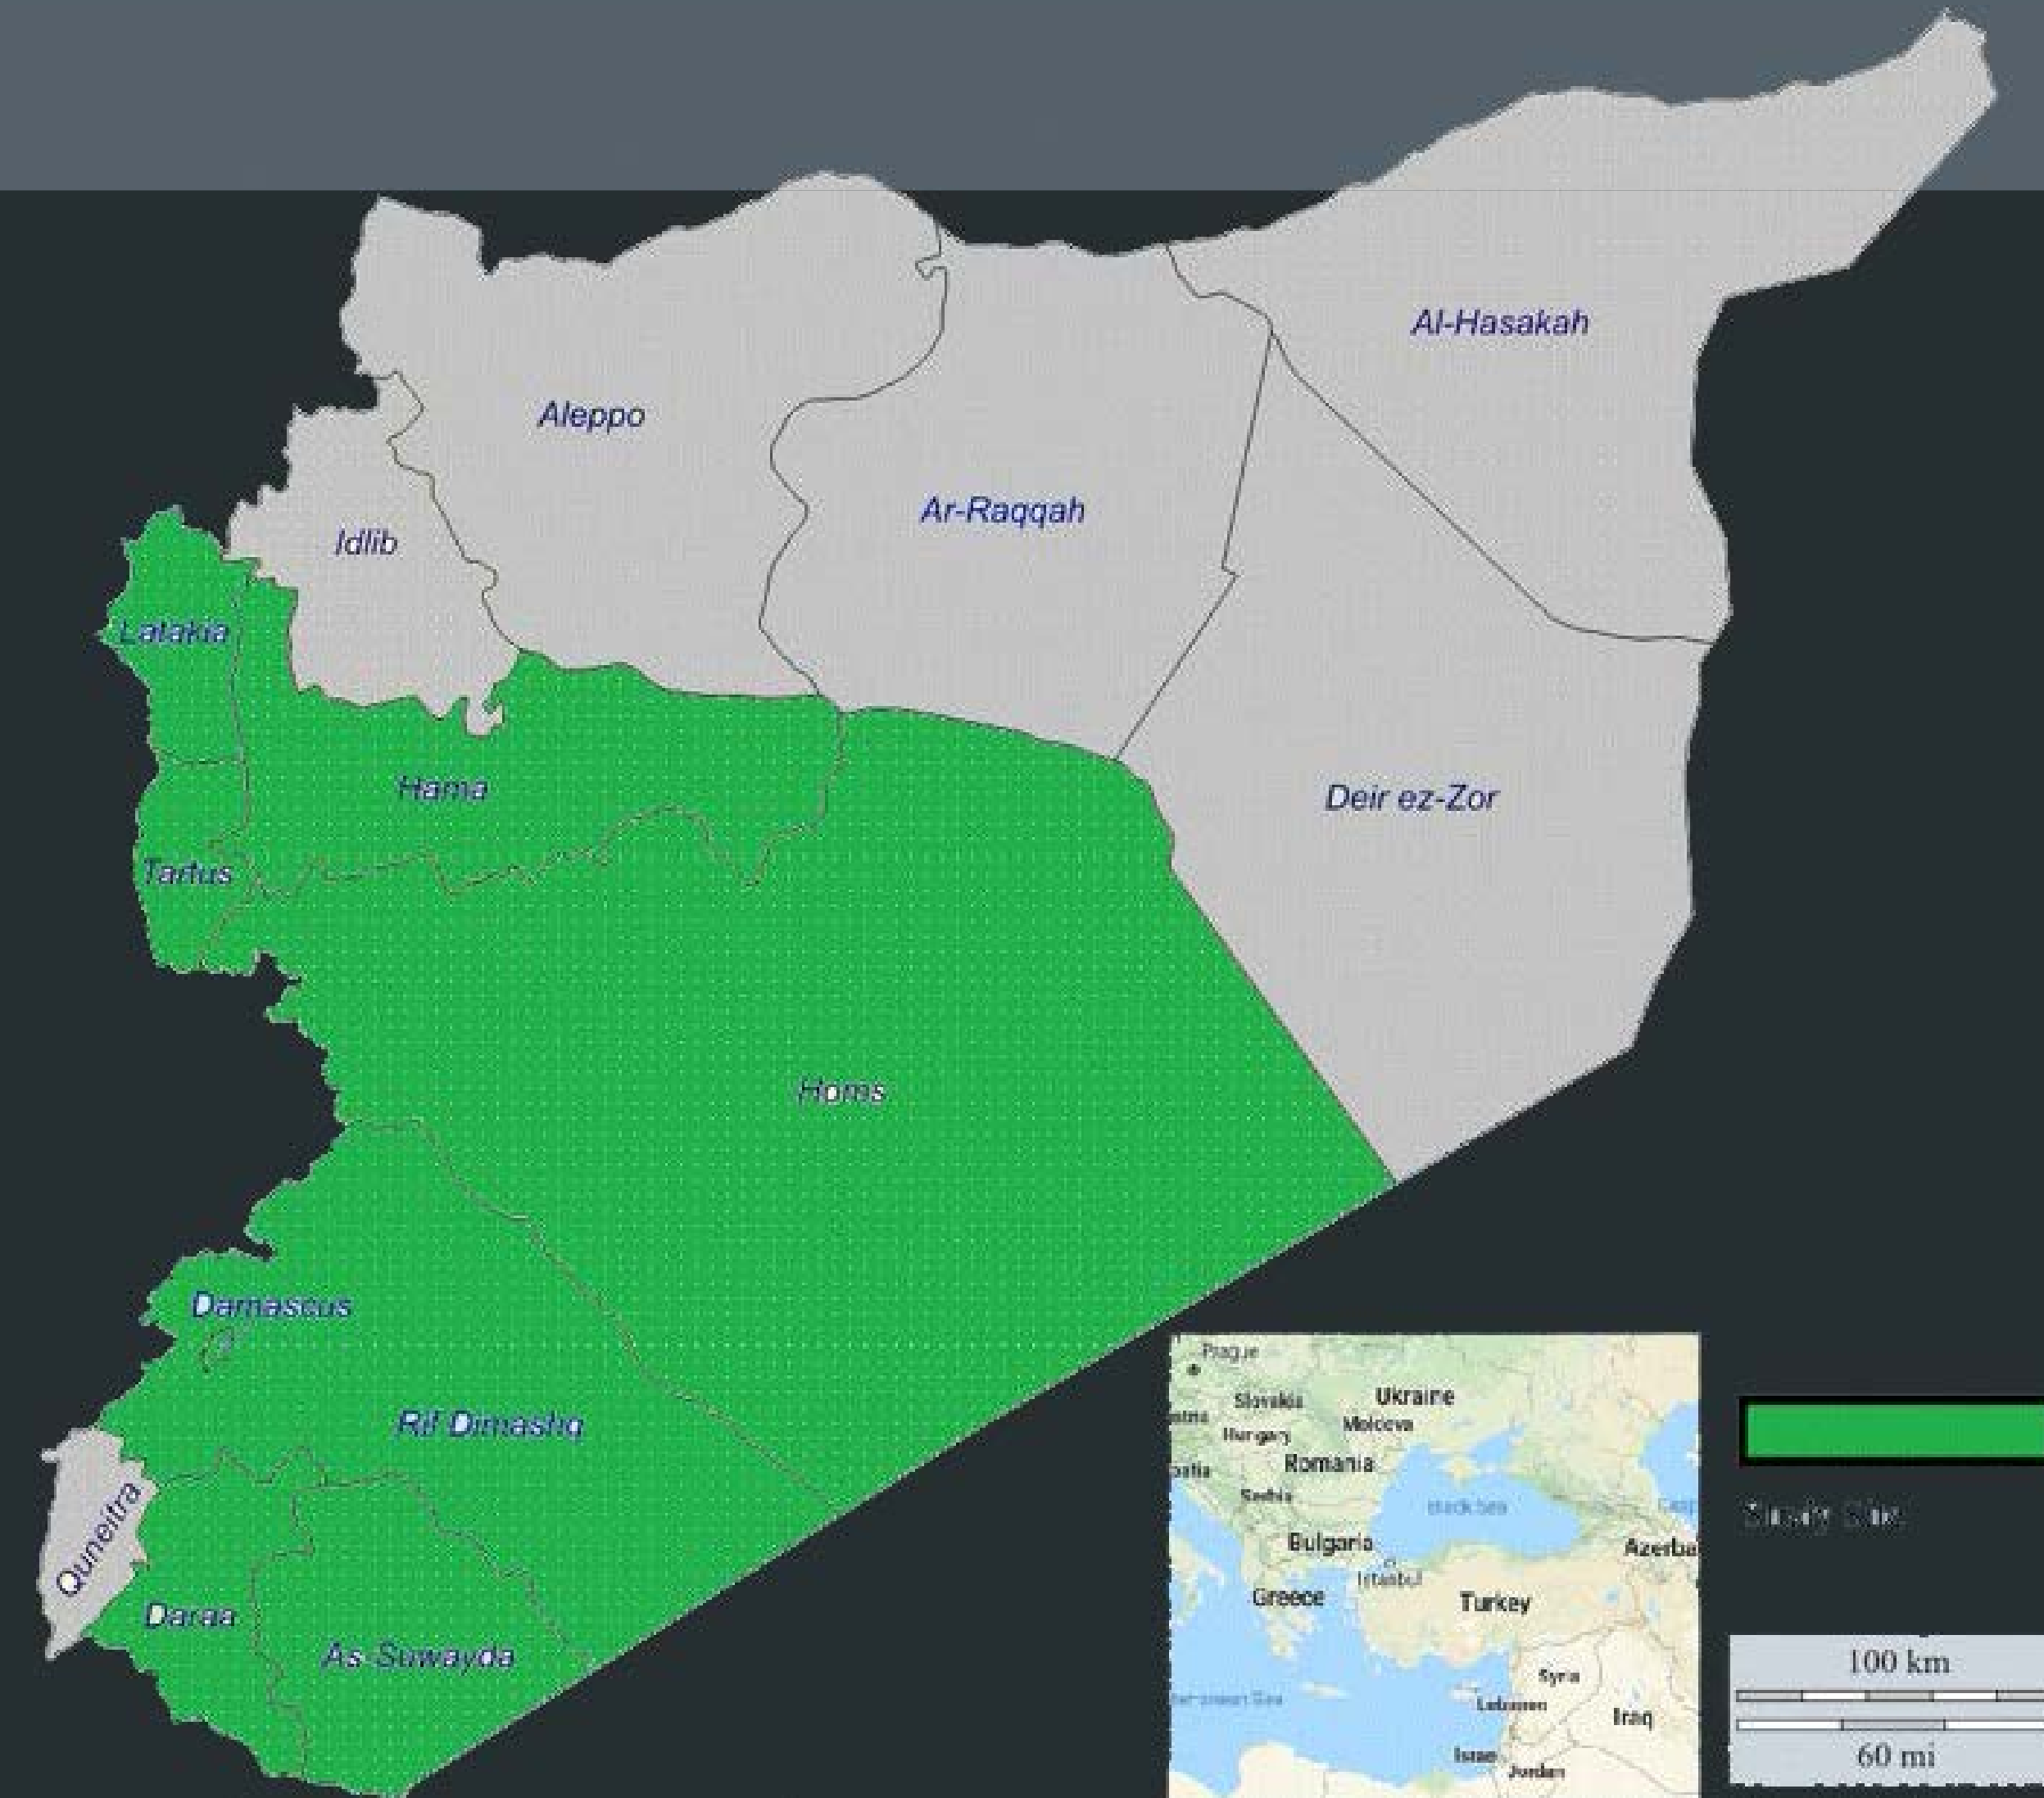 Al-Hasakah
Aleppo
Ar-Raqqah
Idlib
Latakia
Hama
Deir ez-Zor
Tartus
Homs
Damascus
Rif Dimashq
Quneitra
Daraa
As-Suwayda
Prague
Slovakia
Ukraine
Moldova
Hungary
Romania
Serbia
Black Sea
Bulgaria
Istanbul
Azerba
Greece
Turkey
Syria
Lebanon
Iraq
Jordan
100 km
60 mi